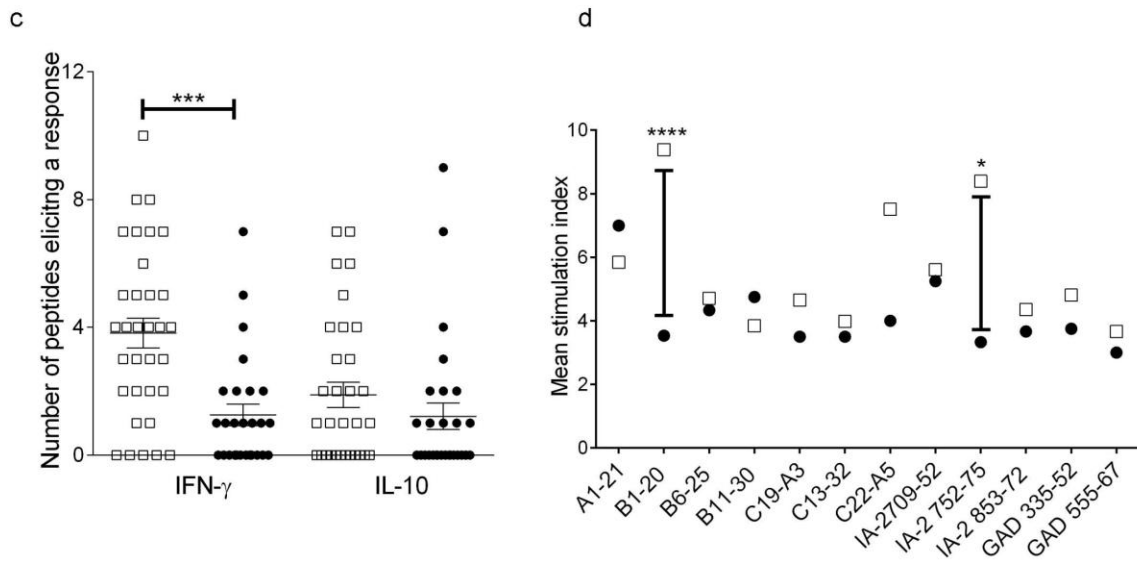 c
d
Number of peptides elicitng a response
12
8
4
0
***
IFN-γ
IL-10
Mean stimulation index
10
8
6
4
2
0
****
*
A1-21
B1-20
B6-25
B11-30
C19-A3
C13-32
C22-A5
IA-2709-52
IA-2 752-75
IA-2 853-72
GAD 335-52
GAD 555-67